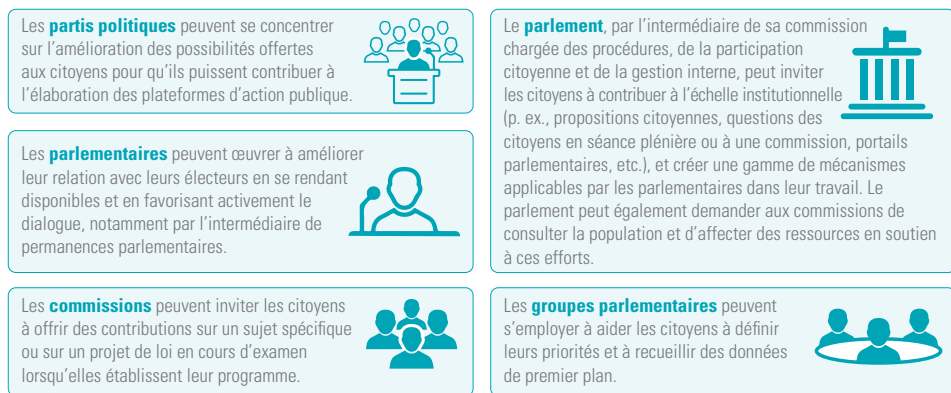 Les partis politiques peuvent se concentrer
sur l'amélioration des possibilités offertes
aux citoyens pour qu'ils puissent contribuer à
l'élaboration des plateformes d'action publique.
Les parlementaires peuvent œuvrer à améliorer
leur relation avec leurs électeurs en se rendant
disponibles et en favorisant activement le
dialogue, notamment par l'intermédiaire de
permanences parlementaires.
Les commissions peuvent inviter les citoyens
à offrir des contributions sur un sujet spécifique
ou sur un projet de loi en cours d'examen
lorsqu'elles établissent leur programme.
Le parlement, par l'intermédiaire de sa commission
chargée des procédures, de la participation
citoyenne et de la gestion interne, peut inviter
les citoyens à contribuer à l'échelle institutionnelle
(p. ex., propositions citoyennes, questions des
citoyens en séance plénière ou à une commission, portails
parlementaires, etc.), et créer une gamme de mécanismes
applicables par les parlementaires dans leur travail. Le
parlement peut également demander aux commissions de
consulter la population et d'affecter des ressources en soutien
à ces efforts.
Les groupes parlementaires peuvent
s'employer à aider les citoyens à définir
leurs priorités et à recueillir des données
de premier plan.